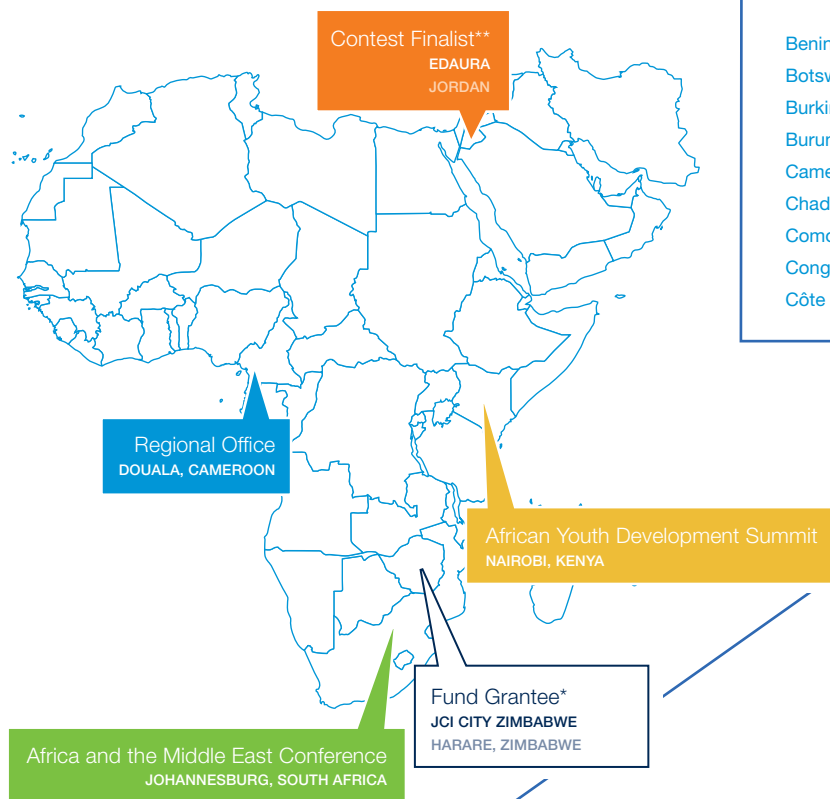 Contest Finalist**
EDAURA
JORDAN
Regional Office
DOUALA, CAMEROON
African Youth Development Summit
NAIROBI, KENYA
Fund Grantee*
JCI CITY ZIMBABWE
HARARE, ZIMBABWE
Africa and the Middle East Conference
JOHANNESBURG, SOUTH AFRICA
Benin
Chad
Côte